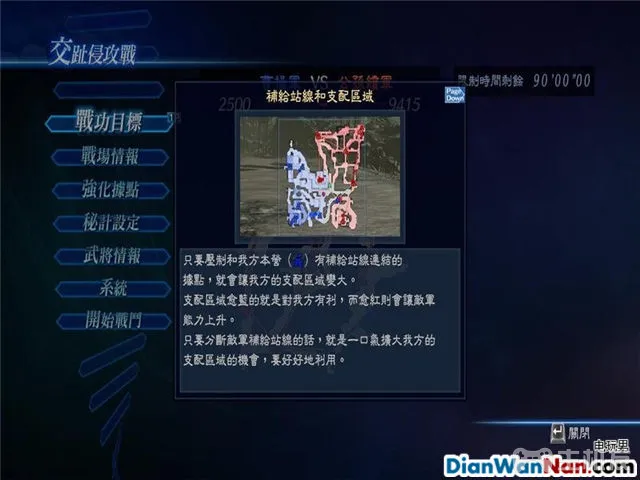 交趾侵攻戰
VS 公孫續軍
限制時間剩餘 90'00"00
2500
9415
補給站線和支配區域
Page Down
戰功目標
戰場情報
強化據點
秘計設定
武將情報
系統
開始戰鬥
只要壓制和我方本營（ ）有補給站線連結的
據點，就會讓我方的支配區域變大。
支配區域愈藍的就是對我方有利，而愈紅則會讓敵軍
能力上升。
只要分斷敵軍補給站線的話，就是一口氣擴大我方的
支配區域的機會，要好好地利用。
關閉
电玩男
DianWanNan.com